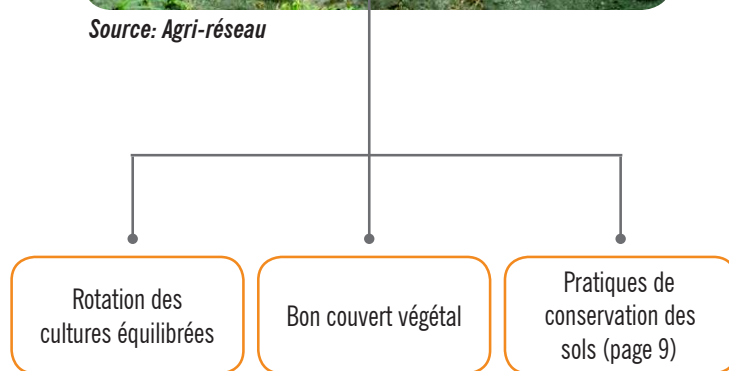 Source: Agri-réseau
Rotation des
cultures équilibrées
Bon couvert végétal
Pratiques de
conservation des
sols (page 9)